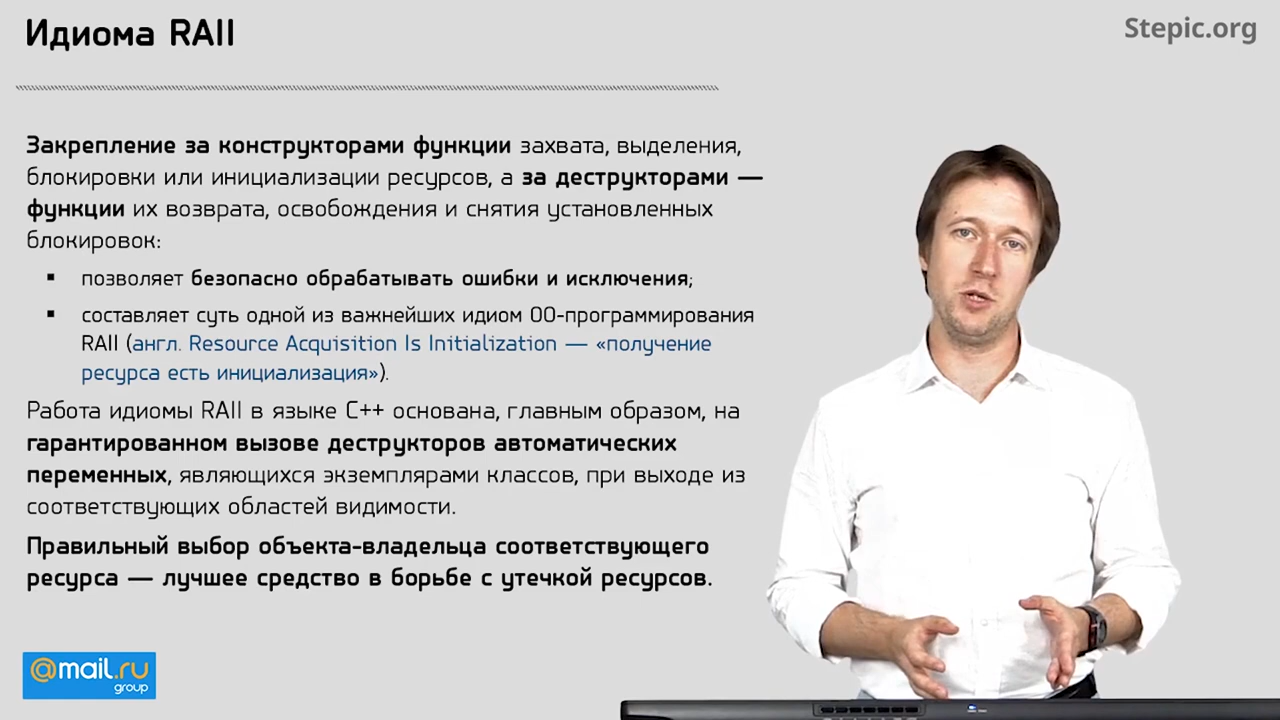 Идиома RAII
Stepic.org
Закрепление за конструкторами функции захвата, выделения,
блокировки или инициализации ресурсов, а за деструкторами —
функции их возврата, освобождения и снятия установленных
блокировок:
▪ позволяет безопасно обрабатывать ошибки и исключения;
▪ составляет суть одной из важнейших идиом ОО-программирования
RAII (англ. Resource Acquisition Is Initialization — «получение
ресурса есть инициализация»).
Работа идиомы RAII в языке C++ основана, главным образом, на
гарантированном вызове деструкторов автоматических
переменных, являющихся экземплярами классов, при выходе из
соответствующих областей видимости.
Правильный выбор объекта-владельца соответствующего
ресурса — лучшее средство в борьбе с утечкой ресурсов.
@mail.ru
group